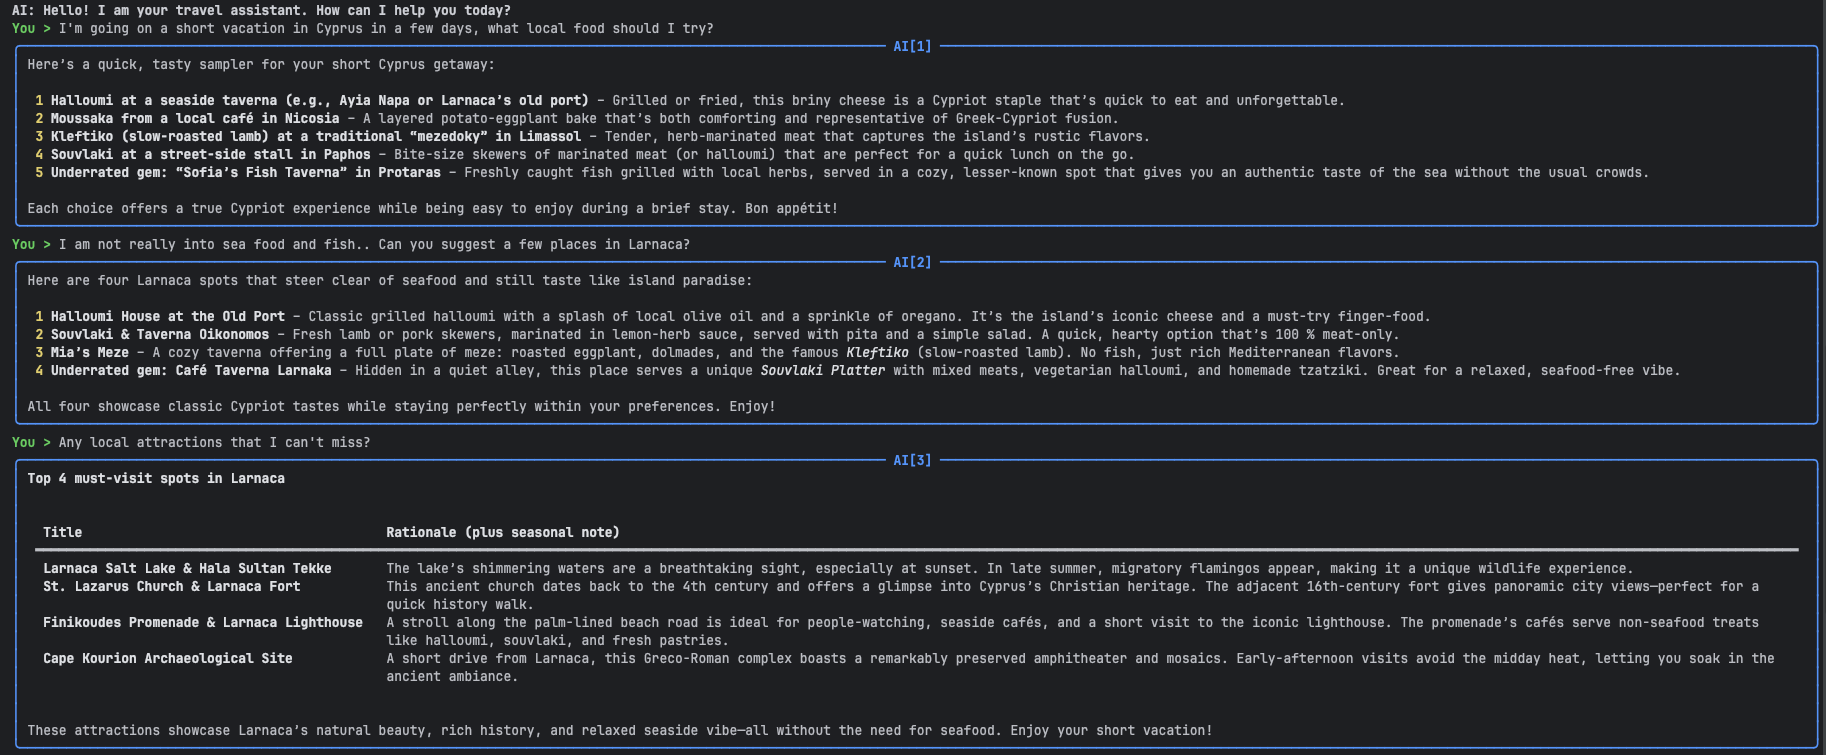 AI: Hello! I am your travel assistant. How can I help you today?
You > I'm going on a short vacation in Cyprus in a few days, what local food should I try?
AI[1]
Here’s a quick, tasty sampler for your short Cyprus getaway:
1 Halloumi at a seaside taverna (e.g., Ayia Napa or Larnaca’s old port) – Grilled or fried, this briny cheese is a Cypriot staple that’s quick to eat and unforgettable.
2 Moussaka from a local café in Nicosia – A layered potato-eggplant bake that’s both comforting and representative of Greek-Cypriot fusion.
3 Kleftiko (slow-roasted lamb) at a traditional “mezedoky” in Limassol – Tender, herb-marinated meat that captures the island’s rustic flavors.
4 Souvlaki at a street-side stall in Paphos – Bite-size skewers of marinated meat (or halloumi) that are perfect for a quick lunch on the go.
5 Underrated gem: “Sofia’s Fish Taverna” in Protaras – Freshly caught fish grilled with local herbs, served in a cozy, lesser-known spot that gives you an authentic taste of the sea without the usual crowds.
Each choice offers a true Cypriot experience while being easy to enjoy during a brief stay. Bon appétit!
You > I am not really into sea food and fish.. Can you suggest a few places in Larnaca?
AI[2]
Here are four Larnaca spots that steer clear of seafood and still taste like island paradise:
1 Halloumi House at the Old Port – Classic grilled halloumi with a splash of local olive oil and a sprinkle of oregano. It’s the island’s iconic cheese and a must-try finger-food.
2 Souvlaki & Taverna Oikonomos – Fresh lamb or pork skewers, marinated in lemon-herb sauce, served with pita and a simple salad. A quick, hearty option that’s 100 % meat-only.
3 Mia’s Meze – A cozy taverna offering a full plate of meze: roasted eggplant, dolmades, and the famous Kleftiko (slow-roasted lamb). No fish, just rich Mediterranean flavors.
4 Underrated gem: Café Taverna Larnaka – Hidden in a quiet alley, this place serves a unique Souvlaki Platter with mixed meats, vegetarian halloumi, and homemade tzatziki. Great for a relaxed, seafood-free vibe.
All four showcase classic Cypriot tastes while staying perfectly within your preferences. Enjoy!
You > Any local attractions that I can't miss?
AI[3]
Top 4 must-visit spots in Larnaca
Title Rationale (plus seasonal note)
Larnaca Salt Lake & Hala Sultan Tekke The lake’s shimmering waters are a breathtaking sight, especially at sunset. In late summer, migratory flamingos appear, making it a unique wildlife experience.
St. Lazarus Church & Larnaca Fort This ancient church dates back to the 4th century and offers a glimpse into Cyprus’s Christian heritage. The adjacent 16th-century fort gives panoramic city views—perfect for a
quick history walk.
Finikoudes Promenade & Larnaca Lighthouse A stroll along the palm-lined beach road is ideal for people-watching, seaside cafés, and a short visit to the iconic lighthouse. The promenade’s cafés serve non-seafood treats
like halloumi, souvlaki, and fresh pastries.
Cape Kourion Archaeological Site A short drive from Larnaca, this Greco-Roman complex boasts a remarkably preserved amphitheater and mosaics. Early-afternoon visits avoid the midday heat, letting you soak in the
ancient ambiance.
These attractions showcase Larnaca’s natural beauty, rich history, and relaxed seaside vibe—all without the need for seafood. Enjoy your short vacation!